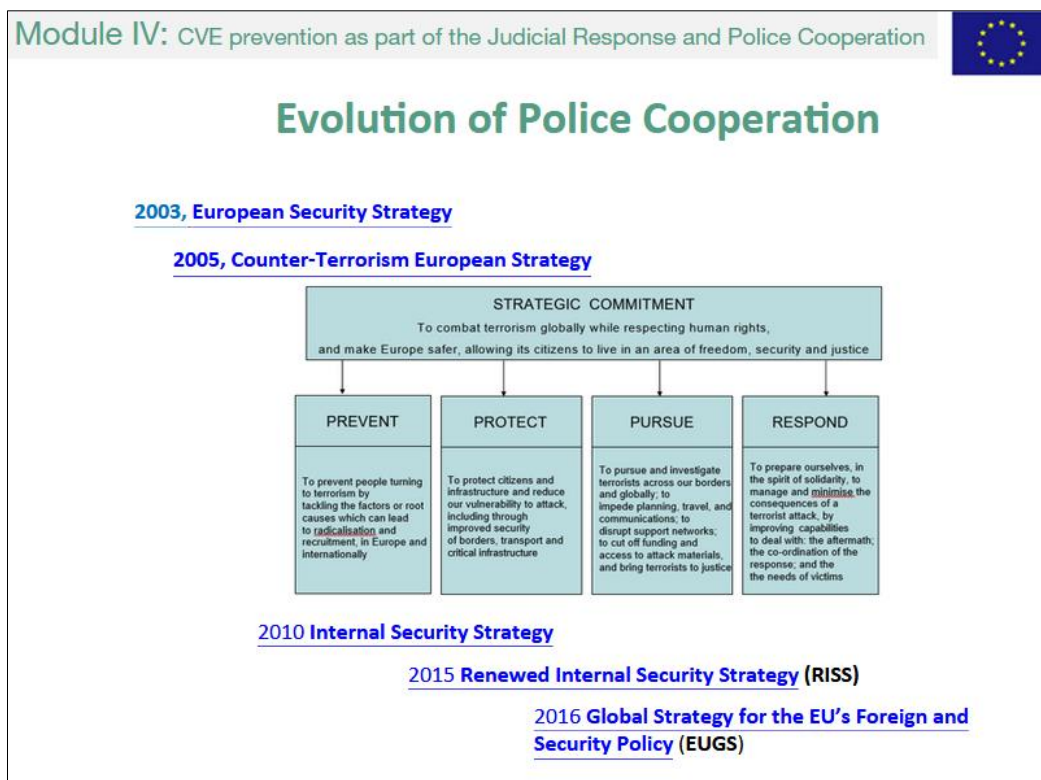 Module IV: CVE prevention as part of the Judicial Response and Police Cooperation
Evolution of Police Cooperation
2003, European Security Strategy
2005, Counter-Terrorism European Strategy
STRATEGIC COMMITMENT
To combat terrorism globally while respecting human rights,
and make Europe safer, allowing its citizens to live in an area of freedom, security and justice
PREVENT
To prevent people turning
to terrorism by
tackling the factors or root
causes which can lead
to radicalisation and
recruitment, in Europe and
internationally
PROTECT
To protect citizens and
infrastructure and reduce
our vulnerability to attack,
including through
improved security
of borders, transport and
critical infrastructure
PURSUE
To pursue and investigate
terrorists across our borders
and globally; to
impede planning, travel, and
communications; to
disrupt support networks;
to cut off funding and
access to attack materials,
and bring terrorists to justice
RESPOND
To prepare ourselves, in
the spirit of solidarity, to
manage and minimise the
consequences of a
terrorist attack, by
improving capabilities
to deal with: the aftermath;
the co-ordination of the
response; and the
the needs of victims
2010 Internal Security Strategy
2015 Renewed Internal Security Strategy (RISS)
2016 Global Strategy for the EU's Foreign and
Security Policy (EUGS)